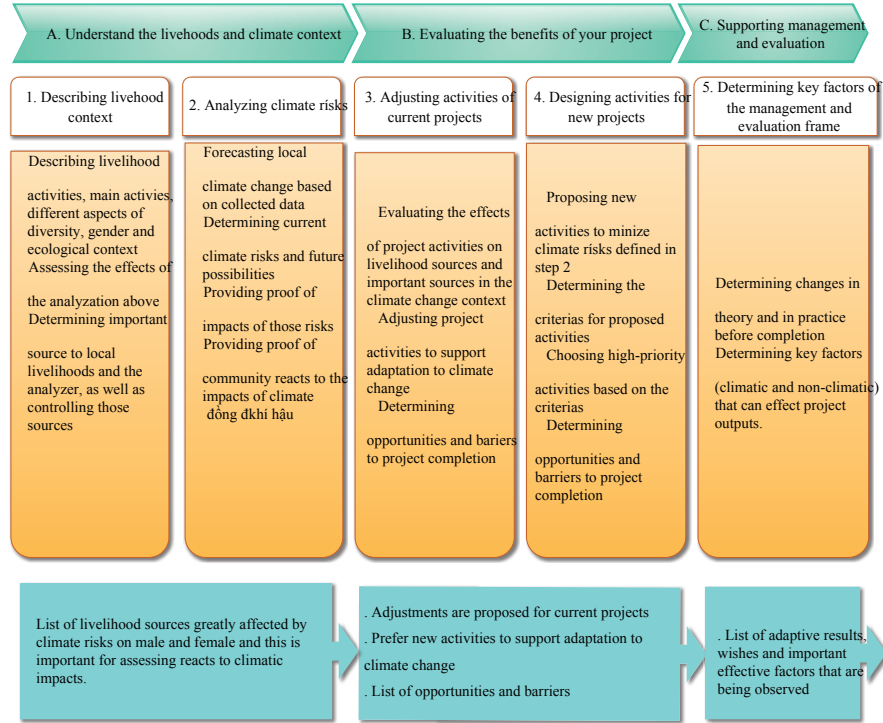 A. Understand the livehoods and climate context
B. Evaluating the benefits of your project
C. Supporting management
and evaluation
1. Describing livehood
context
2. Analyzing climate risks
3. Adjusting activities of
current projects
4. Designing activities for
new projects
5. Determining key factors of
the management and
evaluation frame
Describing livelihood
activities, main activies,
different aspects of
diversity, gender and
ecological context
Assessing the effects of
the analyzation above
Determining important
source to local
livelihoods and the
analyzer, as well as
controlling those
sources
Forecasting local
climate change based
on collected data
Determining current
climate risks and future
possibilities
Providing proof of
impacts of those risks
Providing proof of
community reacts to the
impacts of climate
đồng đkhí hậu
Evaluating the effects
of project activities on
livelihood sources and
important sources in the
climate change context
Adjusting project
activities to support
adaptation to climate
change
Determining
opportunities and bariers
to project completion
Proposing new
activities to minize
climate risks defined in
step 2
Determining the
criterias for proposed
activities
Choosing high-priority
activities based on the
criterias
Determining
opportunities and
barriers to project
completion
Determining changes in
theory and in practice
before completion
Determining key factors
(climatic and non-climatic)
that can effect project
outputs.
List of livelihood sources greatly affected by
climate risks on male and female and this is
important for assessing reacts to climatic
impacts.
. Adjustments are proposed for current projects
. Prefer new activities to support adaptation to
climate change
. List of opportunities and barriers
. List of adaptive results,
wishes and important
effective factors that are
being observed